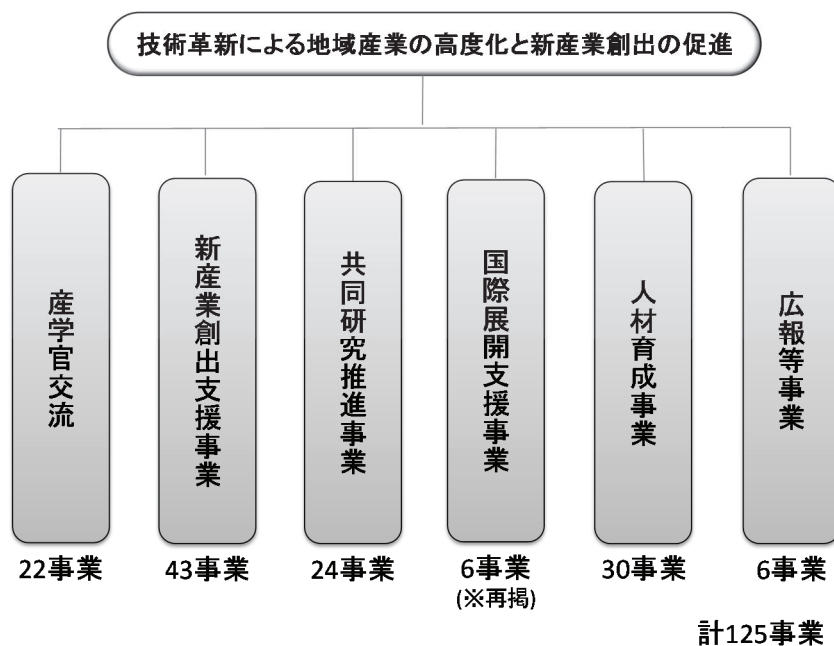 技術革新による地域産業の高度化と新産業創出の促進
産学官交流
新産業創出支援事業
共同研究推進事業
国際展開支援事業
人材育成事業
広報等事業
22事業
43事業
24事業
6事業
(※再掲)
30事業
6事業
計125事業